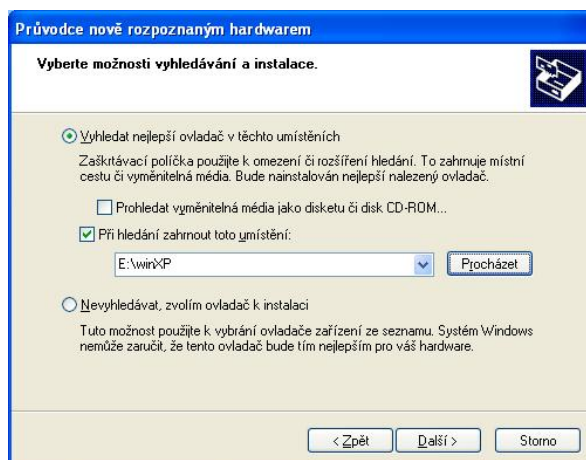 Průvodce nově rozpoznaným hardwarem
Vyberte možnosti vyhledávání a instalace.
Vyhledat nejlepší ovladač v těchto umístěních
Zaškrtávací políčka použijte k omezení či rozšíření hledání. To zahrnuje místní
cestu či vyměnitelná média. Bude nainstalován nejlepší nalezený ovladač.
Prohledat vyměnitelná média jako disketu či disk CD-ROM...
Při hledání zahrnout toto umístění:
E:\winXP
Procházet
Nevyhledávat, zvolím ovladač k instalaci
Tuto možnost použijte k vybrání ovladače zařízení ze seznamu. Systém Windows
nemůže zaručit, že tento ovladač bude tím nejlepším pro váš hardware.
< Zpět Další > Storno